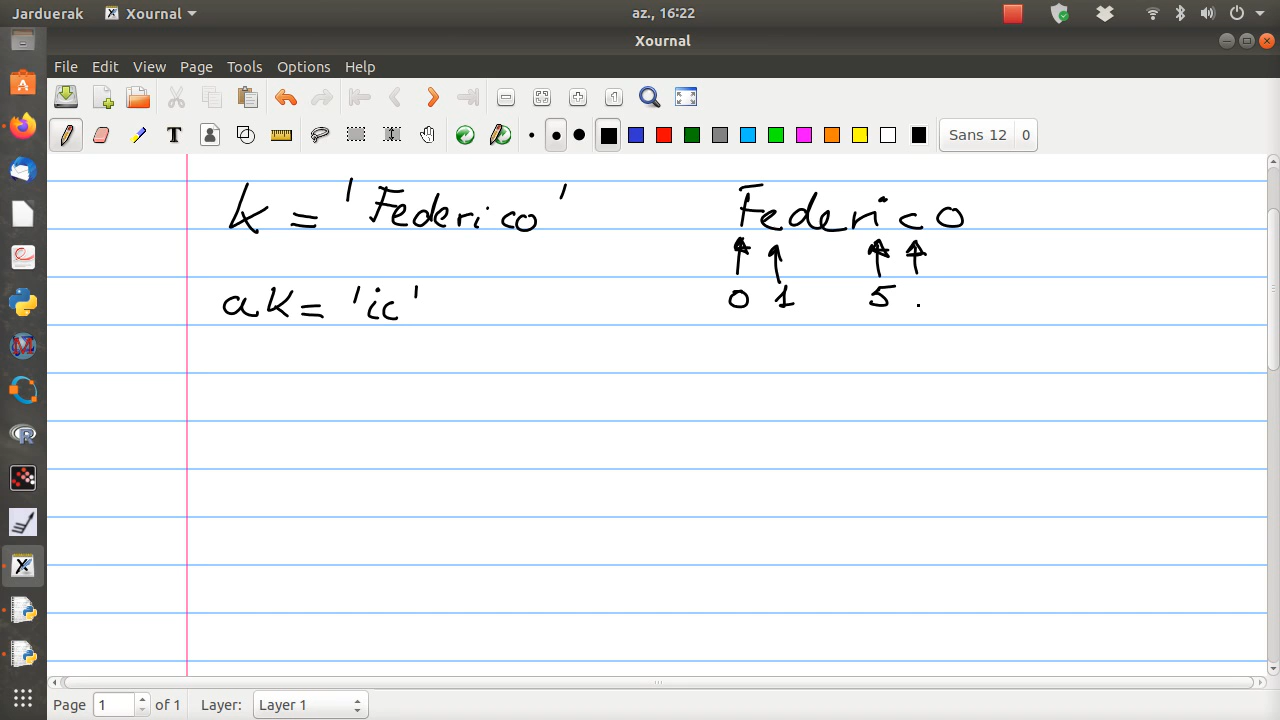 Jarduerak Xournal az., 16:22
Xournal
File Edit View Page Tools Options Help
Sans 12 0
k = 'Federico' Federico
0 1 5 .
ak = 'ic'
Page 1 of 1 Layer: Layer 1